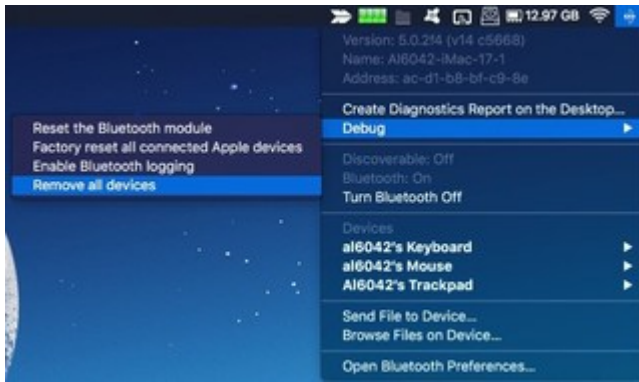 12.97 GB
Version: 5.0.2f4 (v14 c5668)
Name: Al6042-iMac-17-1
Address: ac-d1-b8-bf-c9-8e
Create Diagnostics Report on the Desktop...
Debug
Reset the Bluetooth module
Factory reset all connected Apple devices
Enable Bluetooth logging
Remove all devices
Discoverable: Off
Bluetooth: On
Turn Bluetooth Off
Devices
al6042's Keyboard
al6042's Mouse
Al6042's Trackpad
Send File to Device...
Browse Files on Device...
Open Bluetooth Preferences...